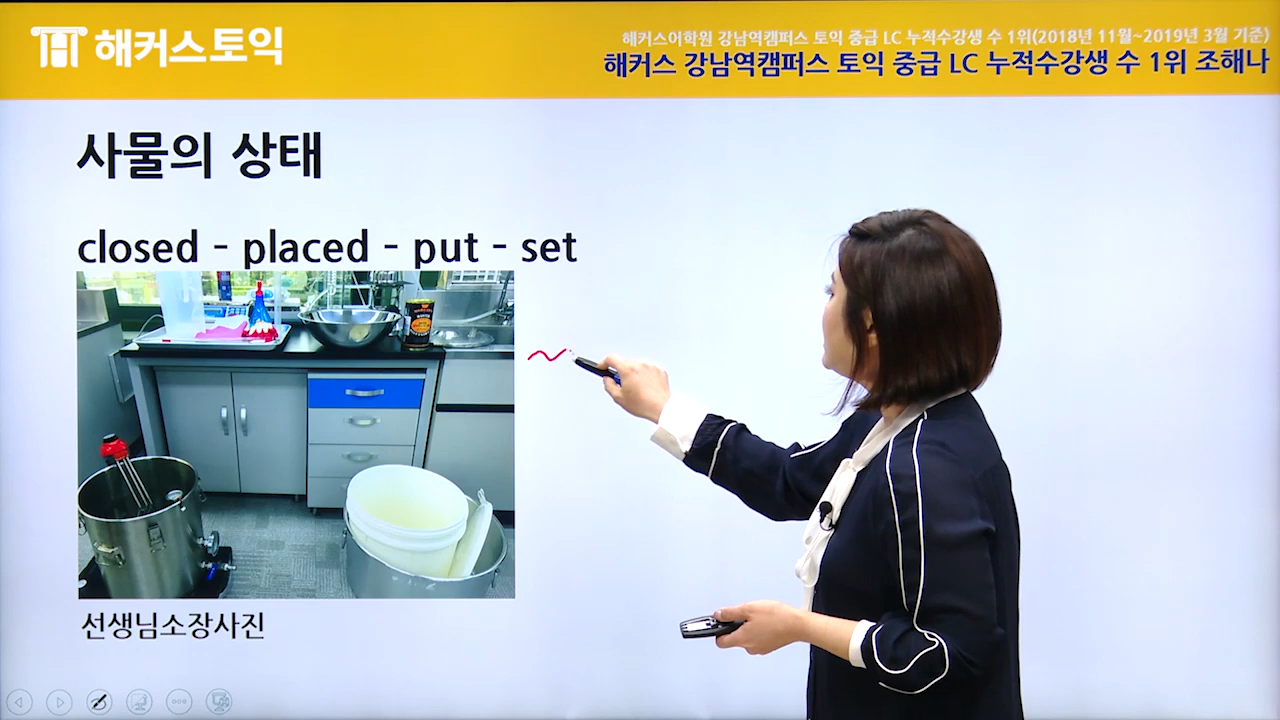 해커스토익
해커스어학원 강남역캠퍼스 토익 중급 LC 누적수강생 수 1위(2018년 11월~2019년 3월 기준)
해커스 강남역캠퍼스 토익 중급 LC 누적수강생 수 1위 조해나
사물의 상태
closed - placed - put - set
선생님소장사진